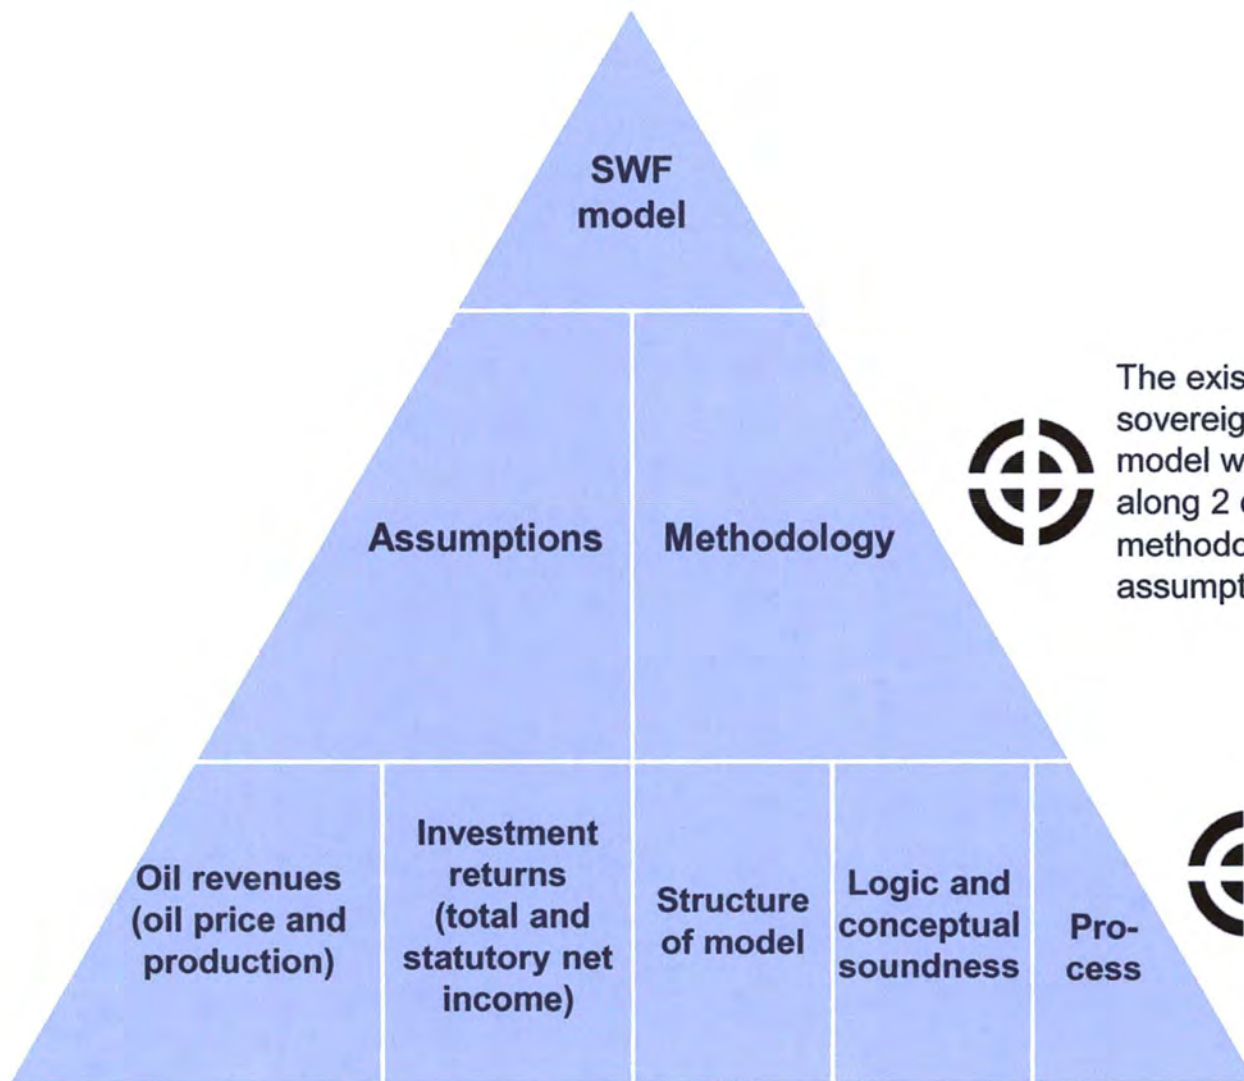 SWF
model
Assumptions
Methodology
The exis
sovereig
model w
along 2
methodo
assumpt
Oil revenues
(oil price and
production)
Investment
returns
(total and
statutory net
income)
Structure
of model
Logic and
conceptual
soundness
Pro-
cess